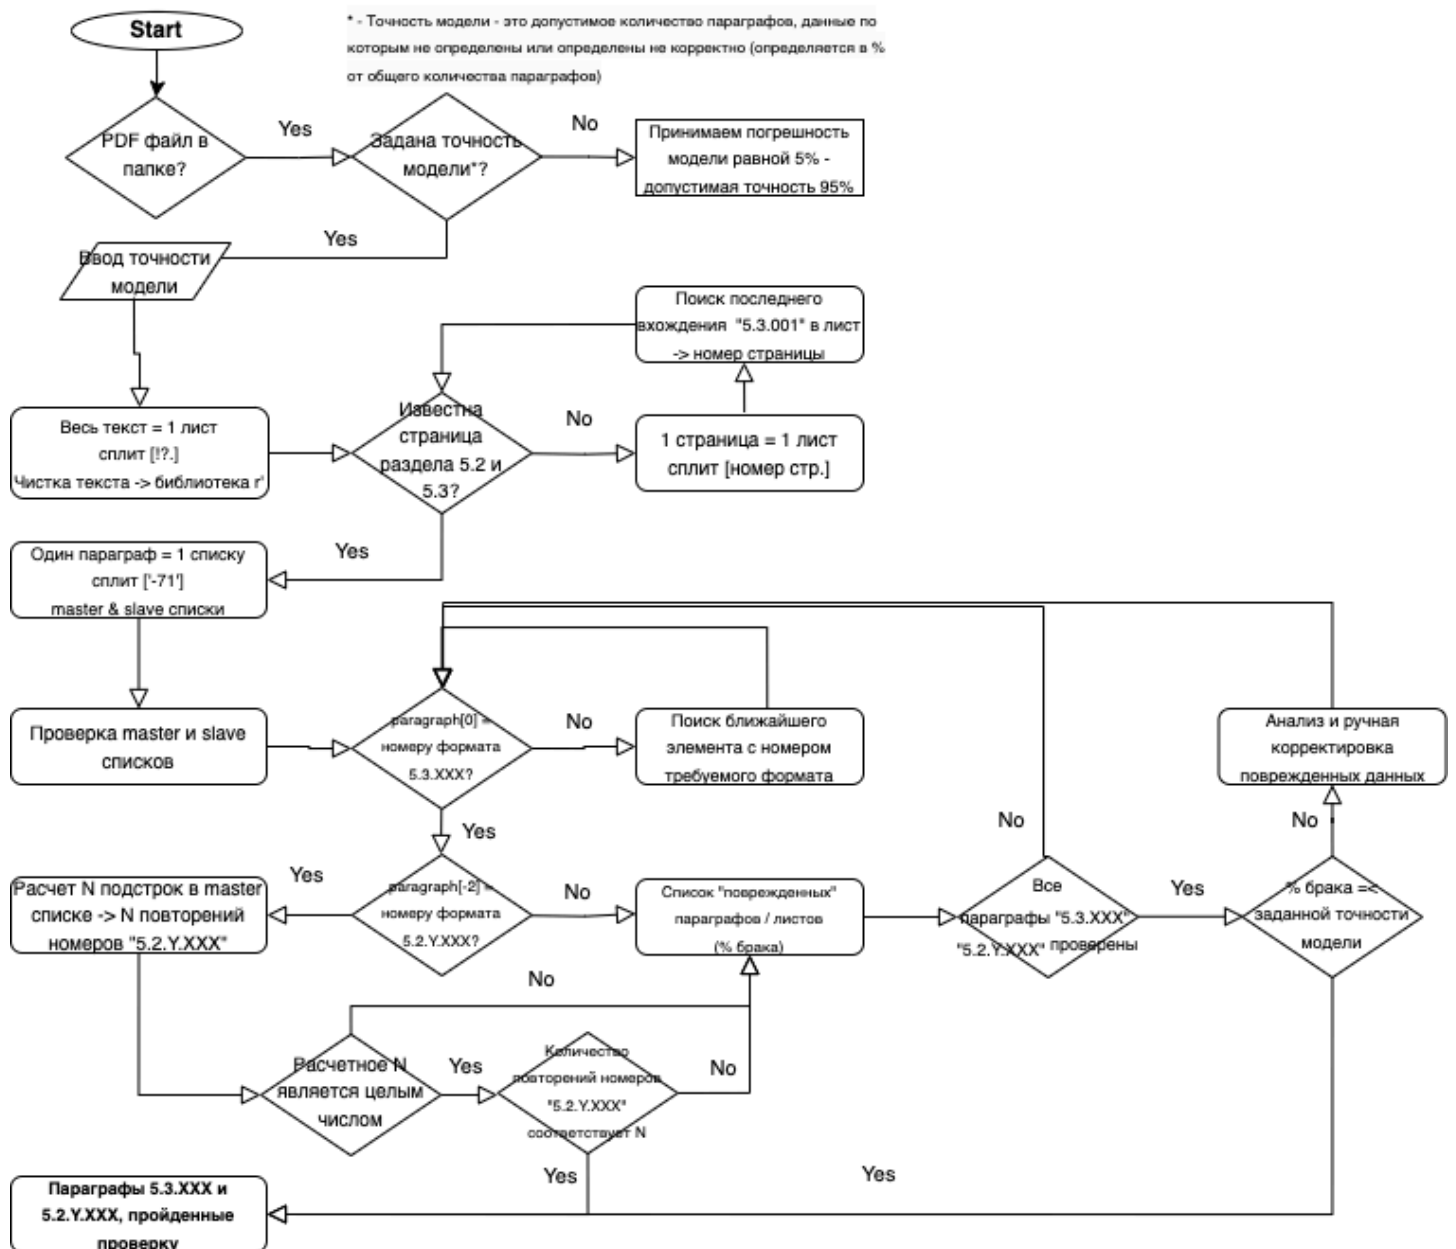 Start
* - Точность модели - это допустимое количество параграфов, данные по
которым не определены или определены не корректно (определяется в %
от общего количества параграфов)
PDF файл в
папке?
Yes
Задана точность
модели*?
No
Принимаем погрешность
модели равной 5% -
допустимая точность 95%
Yes
Ввод точности
модели
Поиск последнего
вхождения "5.3.001" в лист
-> номер страницы
Весь текст = 1 лист
сплит [!?.]
Чистка текста -> библиотека r'
Известна
страница
раздела 5.2 и
5.3?
No
1 страница = 1 лист
сплит [номер стр.]
Yes
Один параграф = 1 списку
сплит ['-71']
master & slave списки
Проверка master и slave
списков
paragraph[0] =
номеру формата
5.3.XXX?
No
Поиск ближайшего
элемента с номером
требуемого формата
Анализ и ручная
корректировка
поврежденных данных
Yes
No
No
Расчет N подстрок в master
списке -> N повторений
номеров "5.2.Y.XXX"
Yes
paragraph[-2] =
номеру формата
5.2.Y.XXX?
No
Список "поврежденных"
параграфов / листов
(% брака)
Все
параграфы "5.3.XXX"
"5.2.Y.XXX" проверены
Yes
% брака =<
заданной точности
модели
No
Расчетное N
является целым
числом
Yes
Количество
повторений номеров
"5.2.Y.XXX"
соответствует N
No
Yes
Yes
Параграфы 5.3.XXX и
5.2.Y.XXX, пройденные
проверку